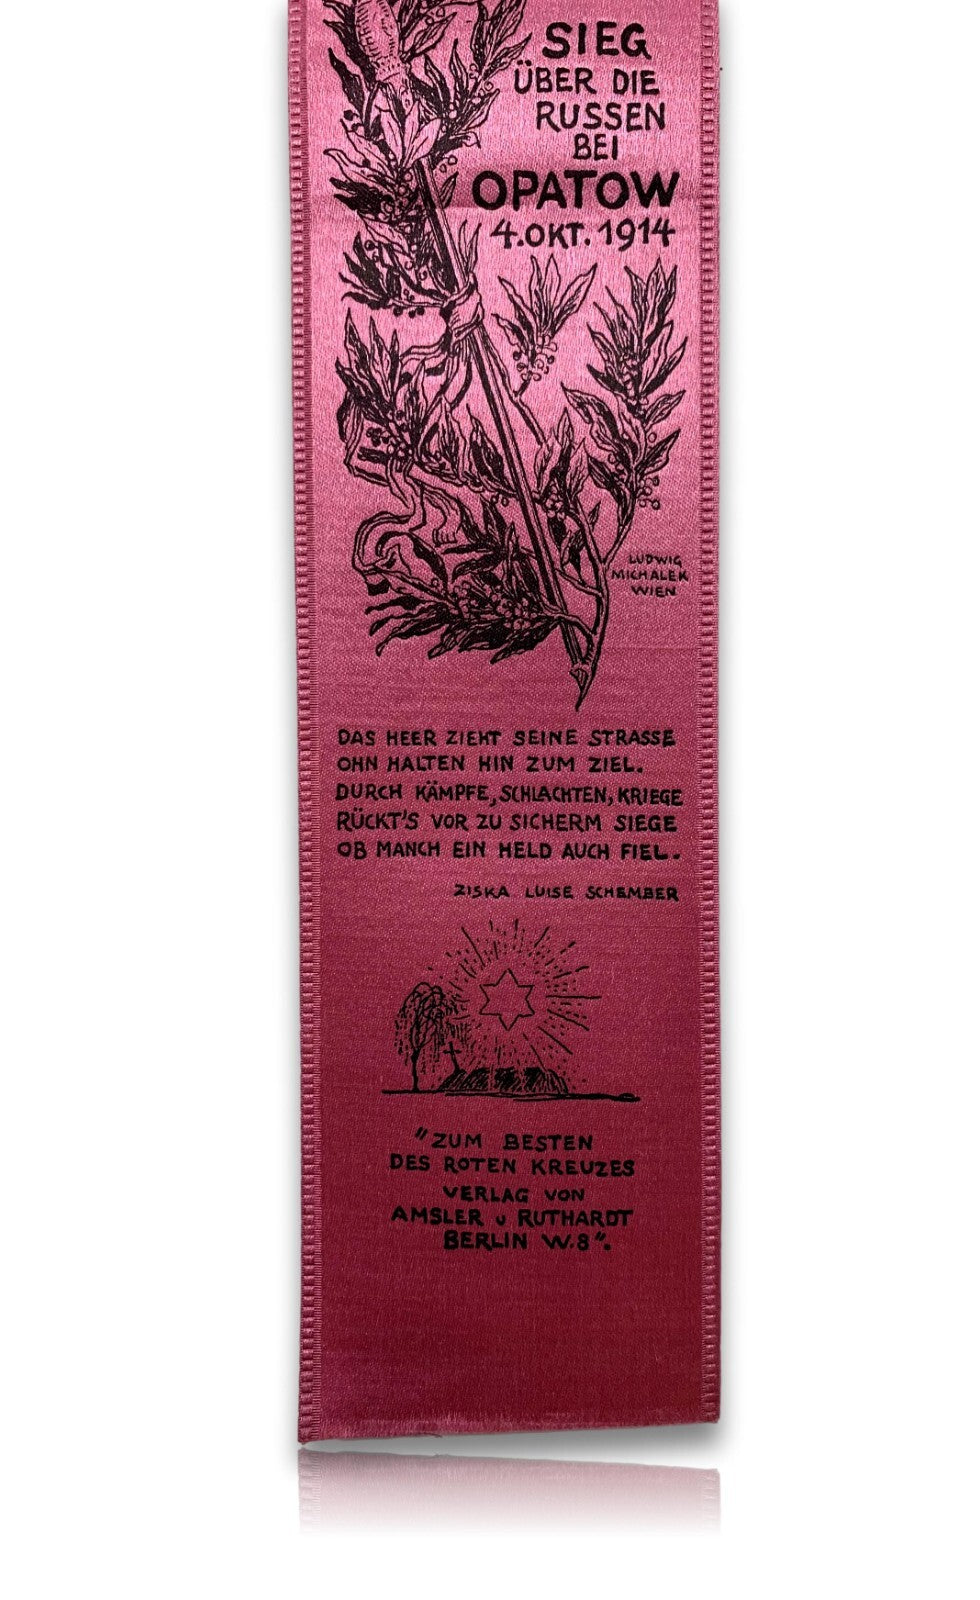 SIEG
ÜBER DIE
RUSSEN
BEI
OPATOW
4.OKT. 1914
LUDWIG
MICHALEK
WIEN
DAS HEER ZIEHT SEINE STRASSE
OHN HALTEN HIN ZUM ZIEL.
DURCH KÄMPFE, SCHLACHTEN, KRIEGE
RÜCKT'S VOR ZU SICHERM SIEGE
OB MANCH EIN HELD AUCH FIEL.
ZISKA LUISE SCHEMBER
"ZUM BESTEN
DES ROTEN KREUZES
VERLAG VON
AMSLER U RUTHARDT
BERLIN W.8".